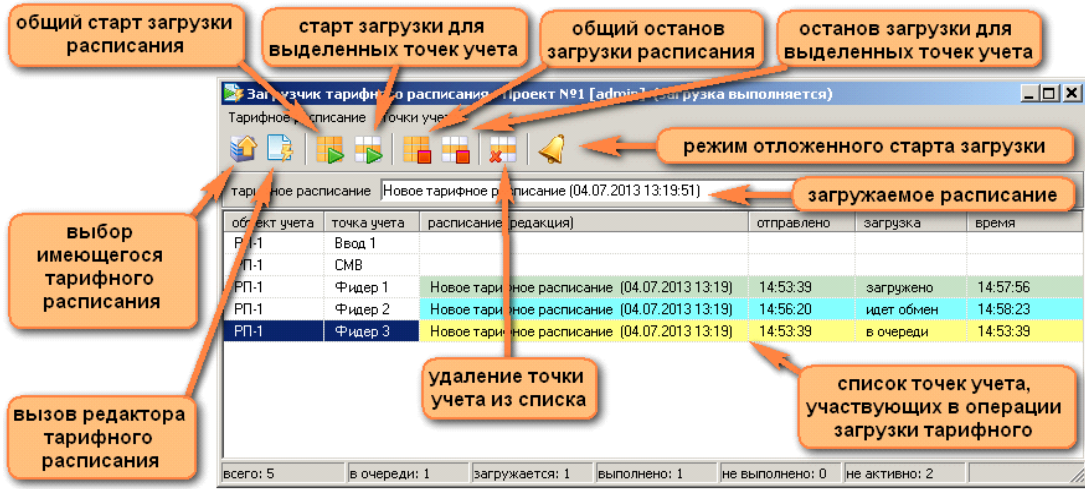 общий старт загрузки
расписания
старт загрузки для
выделенных точек учета
общий останов
загрузки расписания
останов загрузки для
выделенных точек учета
Загрузчик тарифного расписания - Проект №1 [admin] (Загрузка выполняется)
Тарифное расписание Точки учета
режим отложенного старта загрузки
тарифное расписание Новое тарифное расписание (04.07.2013 13:19:51)
загружаемое расписание
объект учета точка учета расписание (редакция) отправлено загрузка время
РП-1 Ввод 1
РП-1 СМВ
РП-1 Фидер 1 Новое тарифное расписание (04.07.2013 13:19) 14:53:39 загружено 14:57:56
РП-1 Фидер 2 Новое тарифное расписание (04.07.2013 13:19) 14:56:20 идет обмен 14:58:23
РП-1 Фидер 3 Новое тарифное расписание (04.07.2013 13:19) 14:53:39 в очереди 14:53:39
выбор
имеющегося
тарифного
расписания
вызов редактора
тарифного
расписания
удаление точки
учета из списка
список точек учета,
участвующих в операции
загрузки тарифного
всего: 5 в очереди: 1 загружается: 1 выполнено: 1 не выполнено: 0 не активно: 2